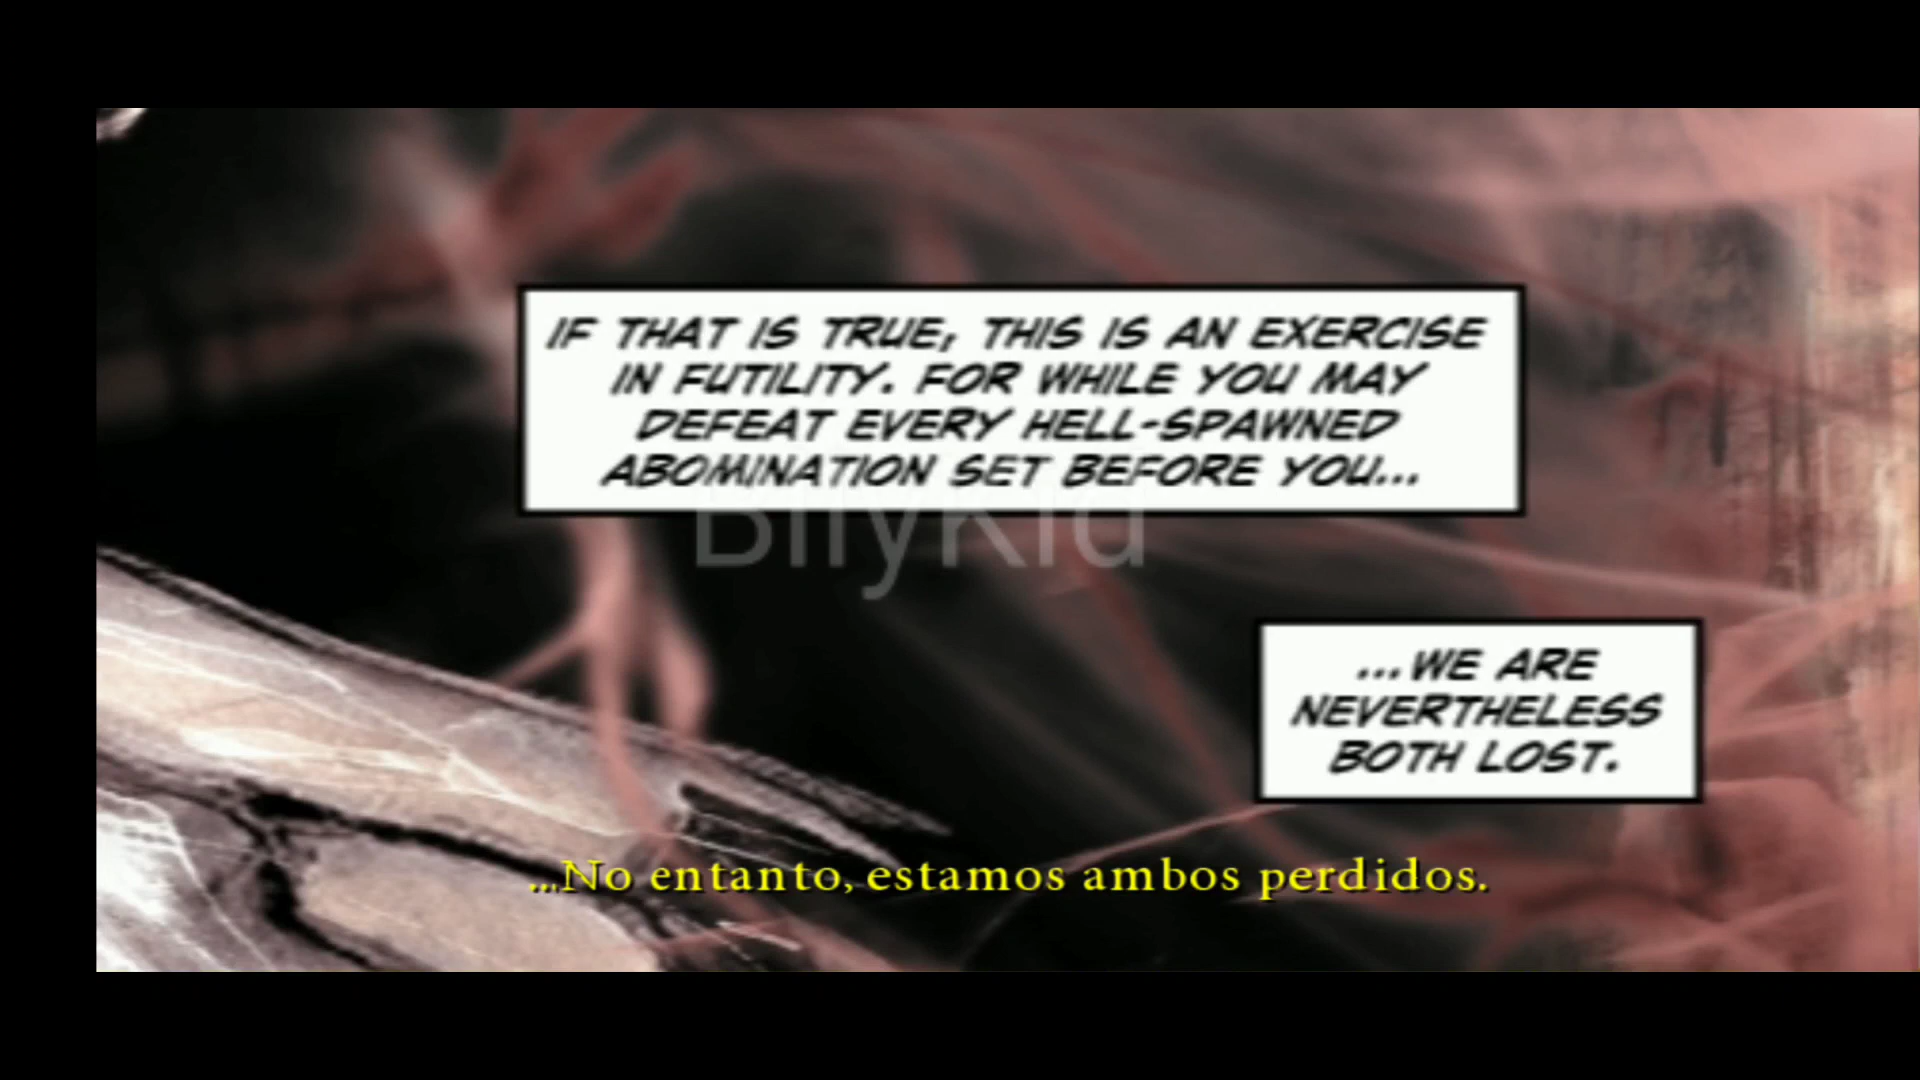 IF THAT IS TRUE, THIS IS AN EXERCISE
IN FUTILITY. FOR WHILE YOU MAY
DEFEAT EVERY HELL-SPAWNED
ABOMINATION SET BEFORE YOU...
BillyKid
...WE ARE
NEVERTHELESS
BOTH LOST.
...No entanto, estamos ambos perdidos.